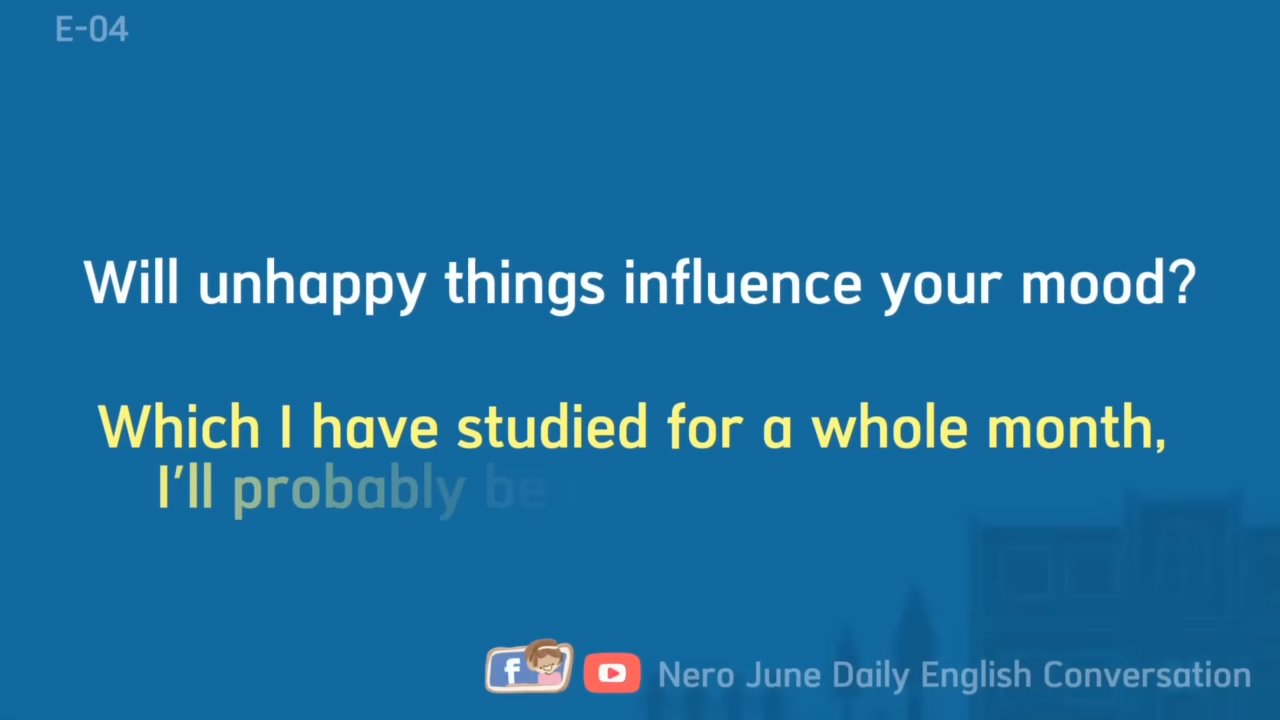 E-04
Will unhappy things influence your mood?
Which I have studied for a whole month,
I'll probably be
f
Nero June Daily English Conversation